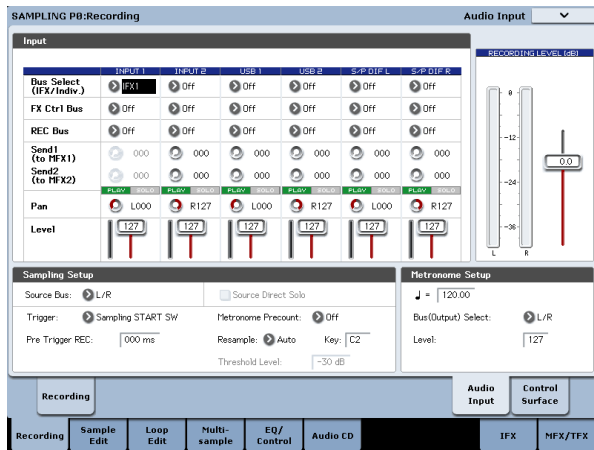 SAMPLING P0:Recording Audio Input
Input
RECORDING LEVEL (dB)
INPUT 1 INPUT 2 USB 1 USB 2 S/P DIF L S/P DIF R
Bus Select (IFX/Indiv.) IFX1 Off Off Off Off Off
FX Ctrl Bus Off Off Off Off Off Off
REC Bus Off Off Off Off Off Off
Send1 (to MFX1) 000 000 000 000 000 000
Send2 (to MFX2) 000 000 000 000 000 000
PLAY SOLO PLAY SOLO PLAY SOLO PLAY SOLO PLAY SOLO PLAY SOLO
Pan L000 R127 L000 R127 L000 R127
Level 127 127 127 127 127 127
0
-12
-24
-36
L R
0.0
Sampling Setup
Source Bus: L/R Source Direct Solo
Trigger: Sampling START SW Metronome Precount: Off
Pre Trigger REC: 000 ms Resample: Auto Key: C2
Threshold Level: -30 dB
Metronome Setup
♩ = 120.00
Bus(Output) Select: L/R
Level: 127
Recording Audio Input Control Surface
Recording Sample Edit Loop Edit Multi-sample EQ/Control Audio CD IFX MFX/TFX